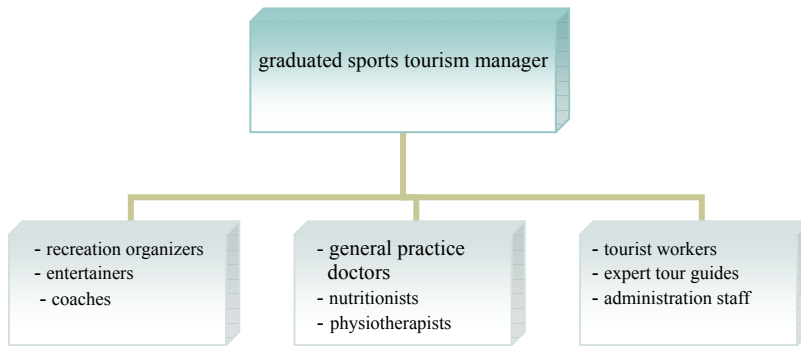 graduated sports tourism manager
- recreation organizers
- entertainers
- coaches
- general practice
doctors
- nutritionists
- physiotherapists
- tourist workers
- expert tour guides
- administration staff